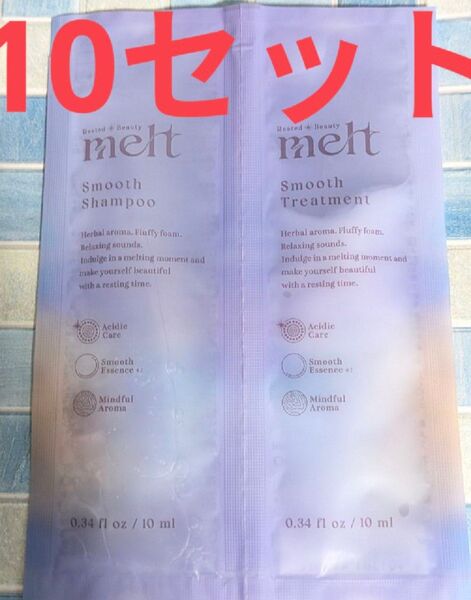 10セット
Rested + Beauty
melt
Smooth
Shampoo
Herbal aroma. Fluffy foam.
Relaxing sounds.
Indulge in a melting moment and
make yourself beautiful
with a resting time.
Acidic
Care
Smooth
Essence *1
Mindful
Aroma
0.34 fl oz / 10 ml
Rested + Beauty
melt
Smooth
Treatment
Herbal aroma. Fluffy foam.
Relaxing sounds.
Indulge in a melting moment and
make yourself beautiful
with a resting time.
Acidic
Care
Smooth
Essence *1
Mindful
Aroma
0.34 fl oz / 10 ml